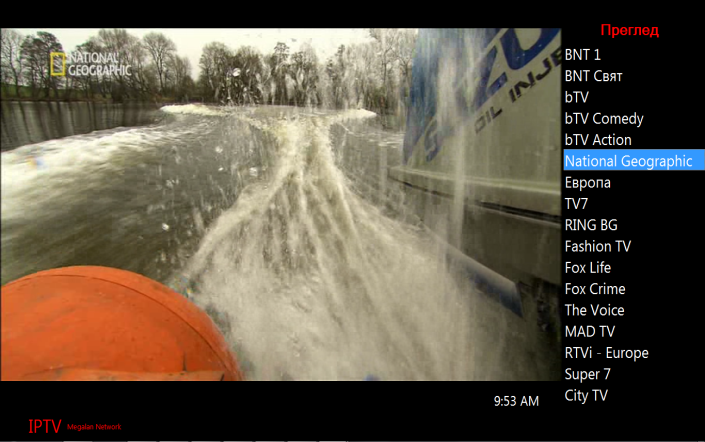 NATIONAL
GEOGRAPHIC
OIL INJE
Преглед
BNT 1
BNT Свят
bTV
bTV Comedy
bTV Action
National Geographic
Европа
TV7
RING BG
Fashion TV
Fox Life
Fox Crime
The Voice
MAD TV
RTVi - Europe
Super 7
City TV
9:53 AM
IPTV Megalan Network